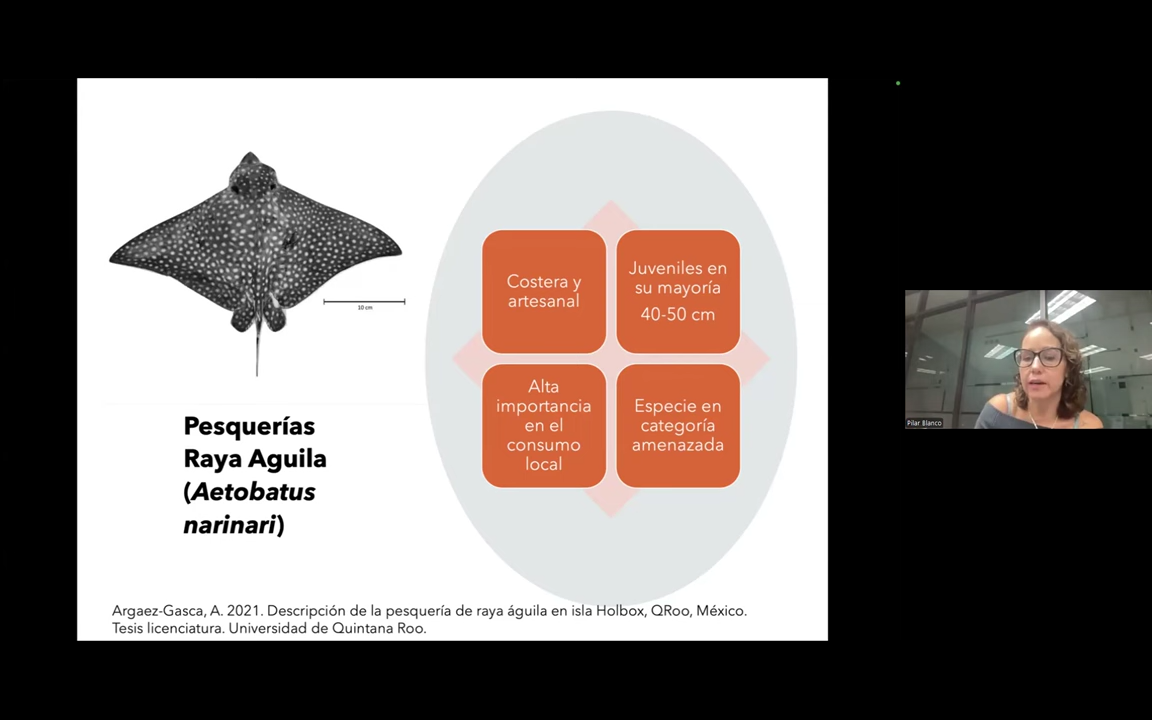 10 cm
Pesquerías
Raya Aguila
(Aetobatus
narinari)
Costera y
artesanal
Juveniles en
su mayoría
40-50 cm
Alta
importancia
en el
consumo
local
Especie en
categoría
amenazada
Argaez-Gasca, A. 2021. Descripción de la pesquería de raya águila en isla Holbox, QRoo, México.
Tesis licenciatura. Universidad de Quintana Roo.
Pilar Blanco